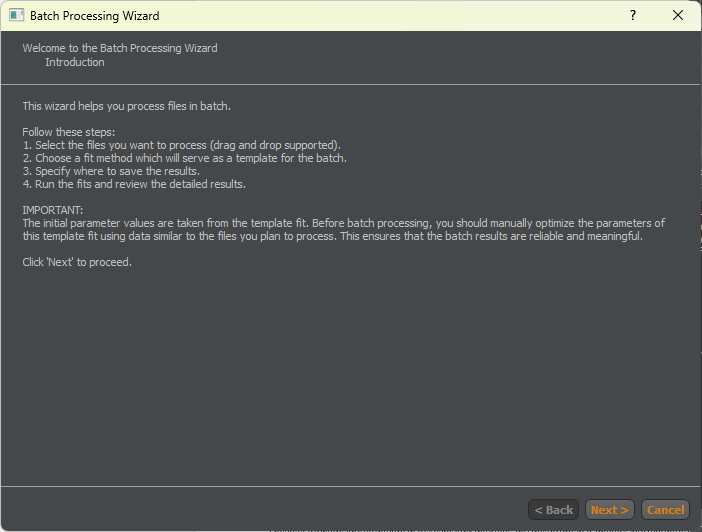 Batch Processing Wizard
?
Welcome to the Batch Processing Wizard
Introduction
This wizard helps you process files in batch.
Follow these steps:
1. Select the files you want to process (drag and drop supported).
2. Choose a fit method which will serve as a template for the batch.
3. Specify where to save the results.
4. Run the fits and review the detailed results.
IMPORTANT:
The initial parameter values are taken from the template fit. Before batch processing, you should manually optimize the parameters of
this template fit using data similar to the files you plan to process. This ensures that the batch results are reliable and meaningful.
Click 'Next' to proceed.
< Back Next > Cancel